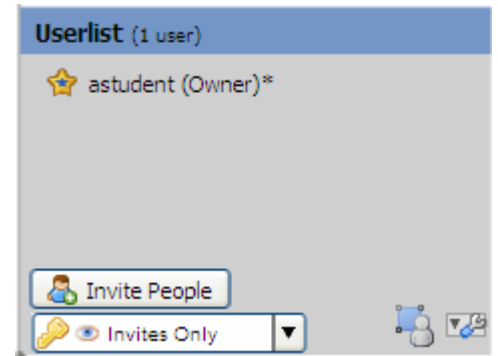 Userlist (1 user)
astudent (Owner)*
Invite People
Invites Only